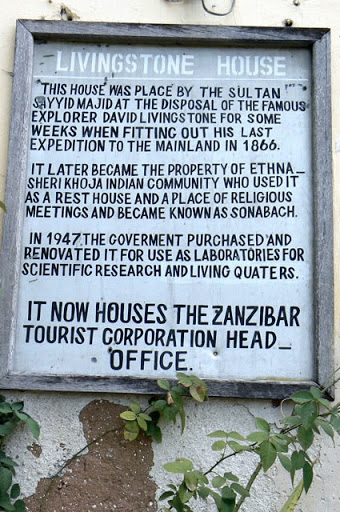 LIVINGSTONE HOUSE
THIS HOUSE WAS PLACE BY THE SULTAN
SAYYID MAJID AT THE DISPOSAL OF THE FAMOUS
EXPLORER DAVID LIVINGSTONE FOR SOME
WEEKS WHEN FITTING OUT HIS LAST
EXPEDITION TO THE MAINLAND IN 1866.
IT LATER BECAME THE PROPERTY OF ETHNA_
SHERI KHOJA INDIAN COMMUNITY WHO USED IT
AS A REST HOUSE AND A PLACE OF RELIGIOUS
MEETINGS AND BECAME KNOWN AS SONABACH.
IN 1947. THE GOVERMENT PURCHASED AND
RENOVATED IT FOR USE AS LABORATORIES FOR
SCIENTIFIC RESEARCH AND LIVING QUATERS.
IT NOW HOUSES THE ZANZIBAR
TOURIST CORPORATION HEAD_
OFFICE.